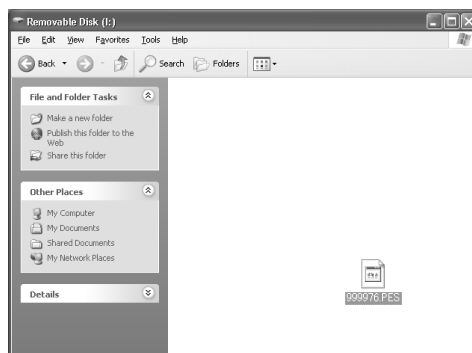 Removable Disk (I:)
File Edit View Favorites Tools Help
Back Search Folders
File and Folder Tasks
Make a new folder
Publish this folder to the
Web
Share this folder
Other Places
My Computer
My Documents
Shared Documents
My Network Places
Details
999976.PES